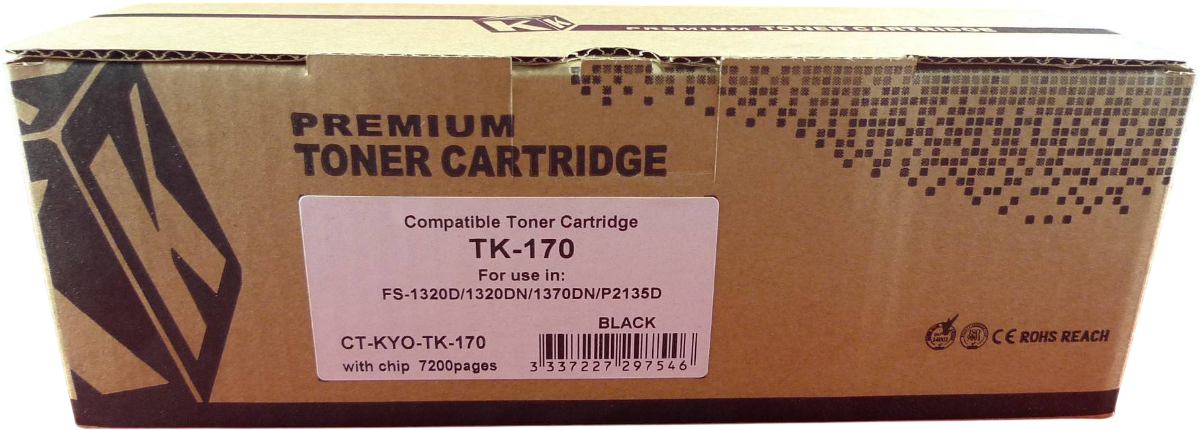 KK PREMIUM TONER CARTRIDGE
PREMIUM
TONER CARTRIDGE
Compatible Toner Cartridge
TK-170
For use in:
FS-1320D/1320DN/1370DN/P2135D
BLACK
CT-KYO-TK-170
with chip 7200pages
3 337227 297546
CE ROHS REACH